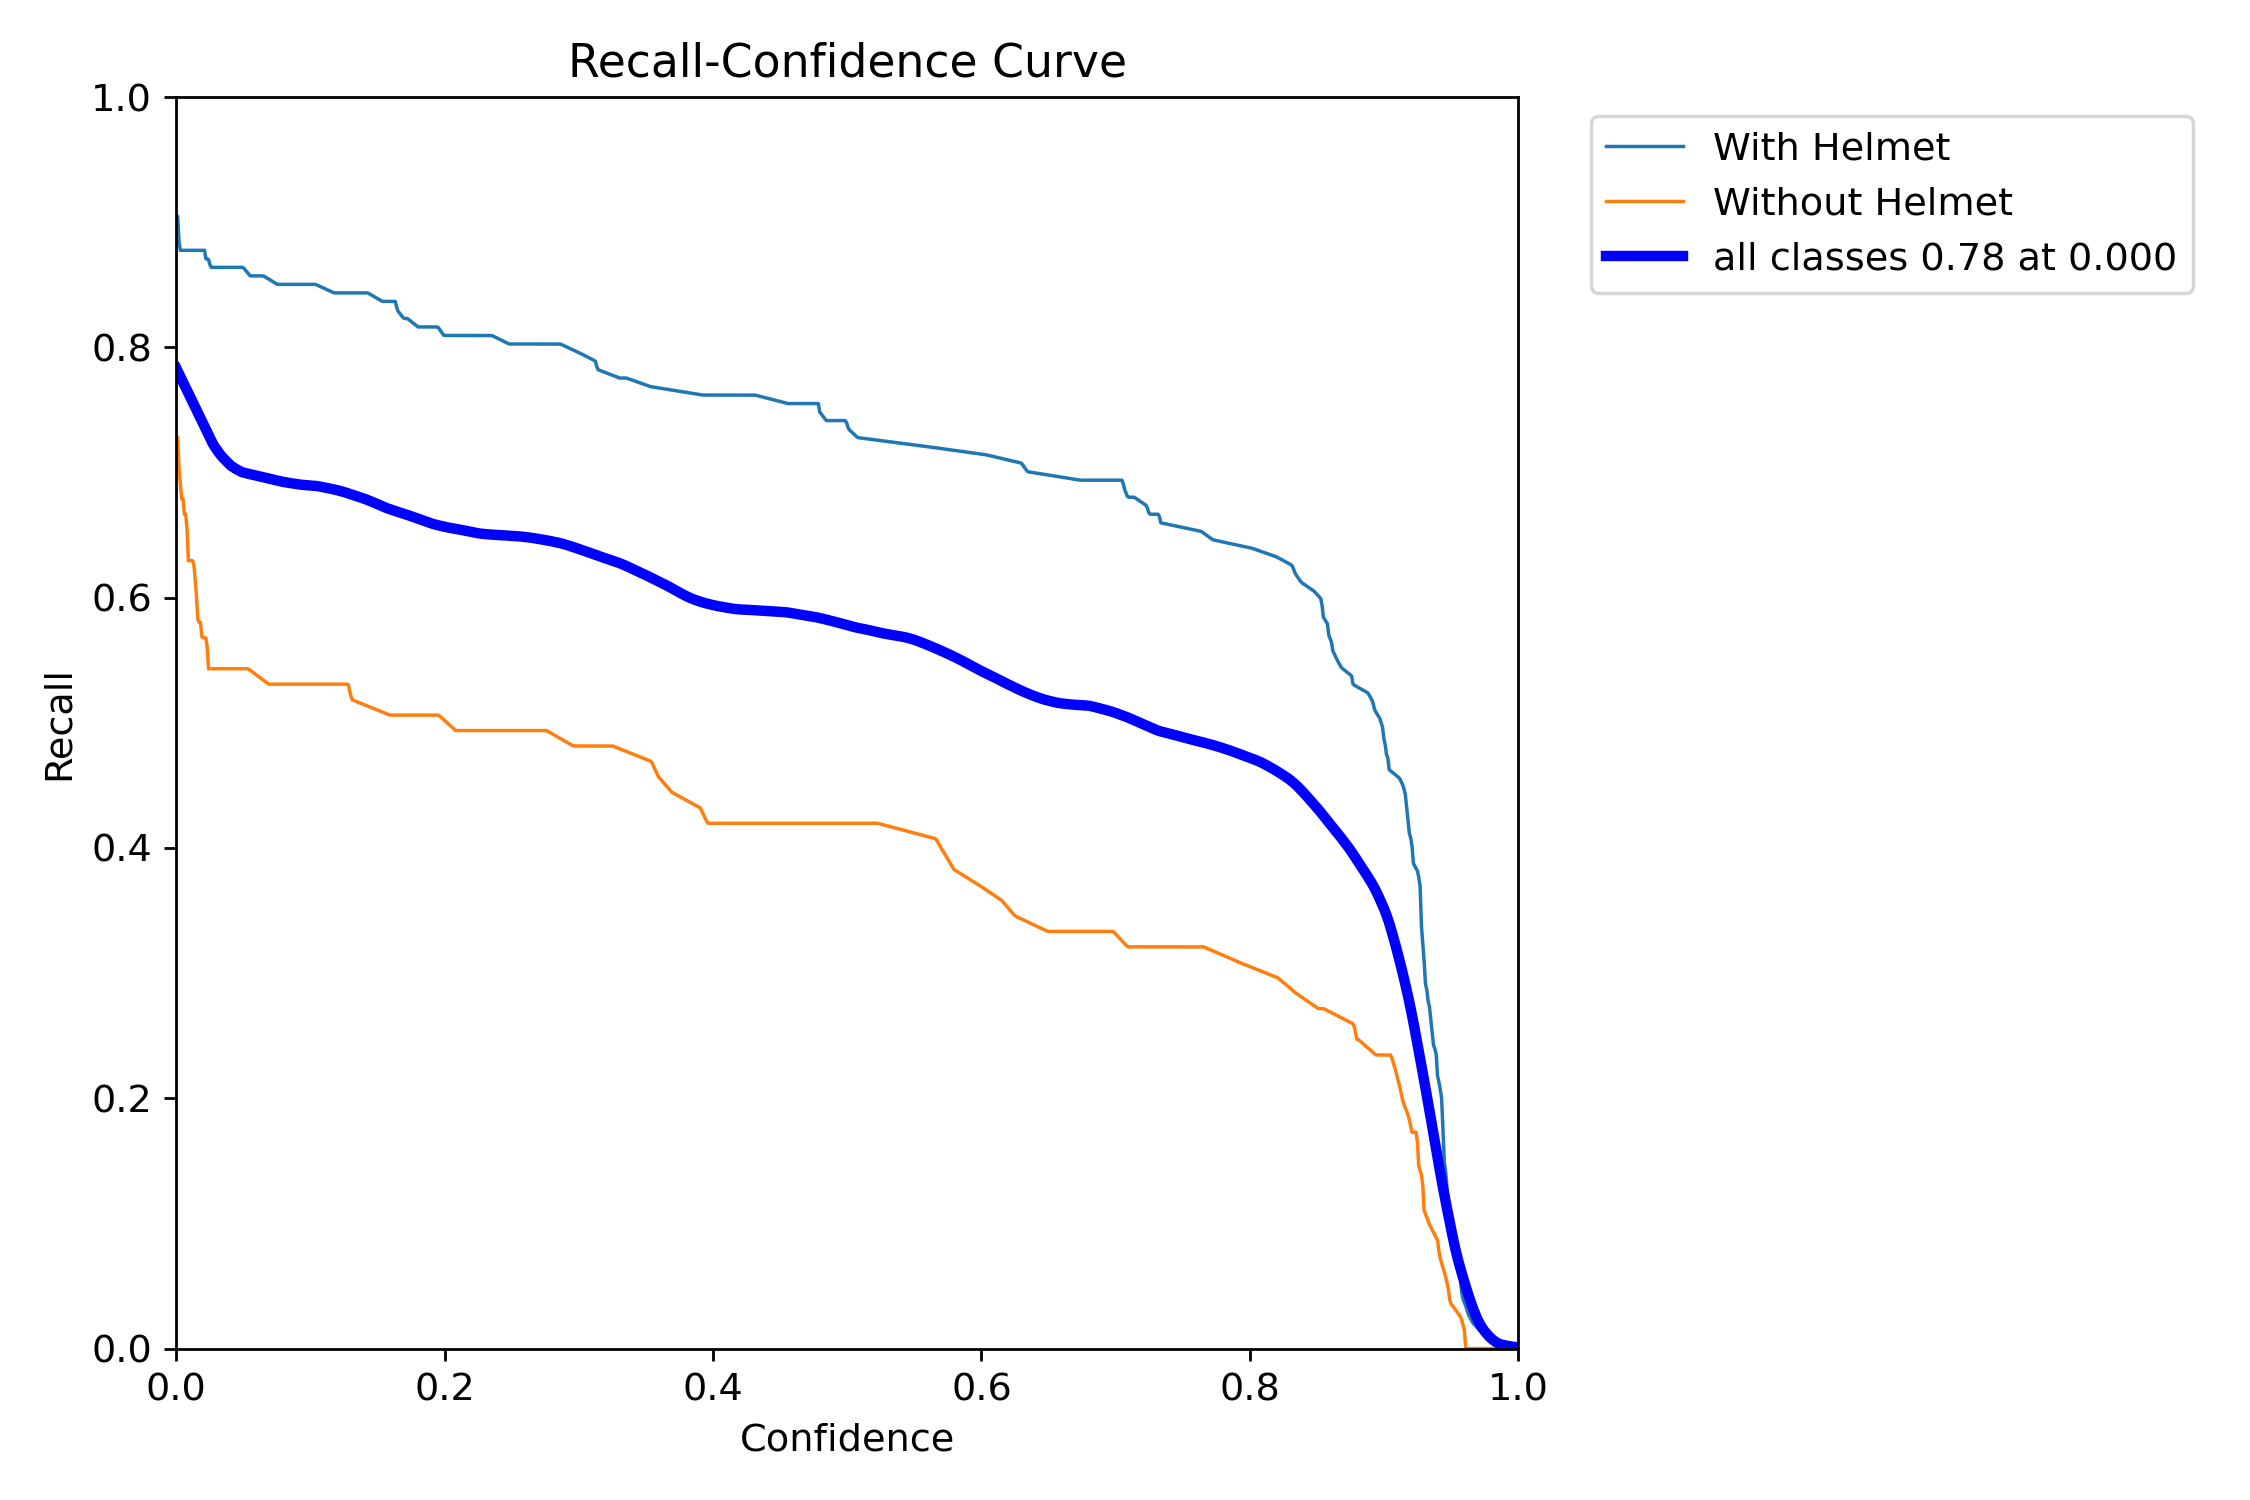 Recall-Confidence Curve
1.0
0.8
0.6
0.4
0.2
0.0
Recall
0.0 0.2 0.4 0.6 0.8 1.0
Confidence
With Helmet
Without Helmet
all classes 0.78 at 0.000